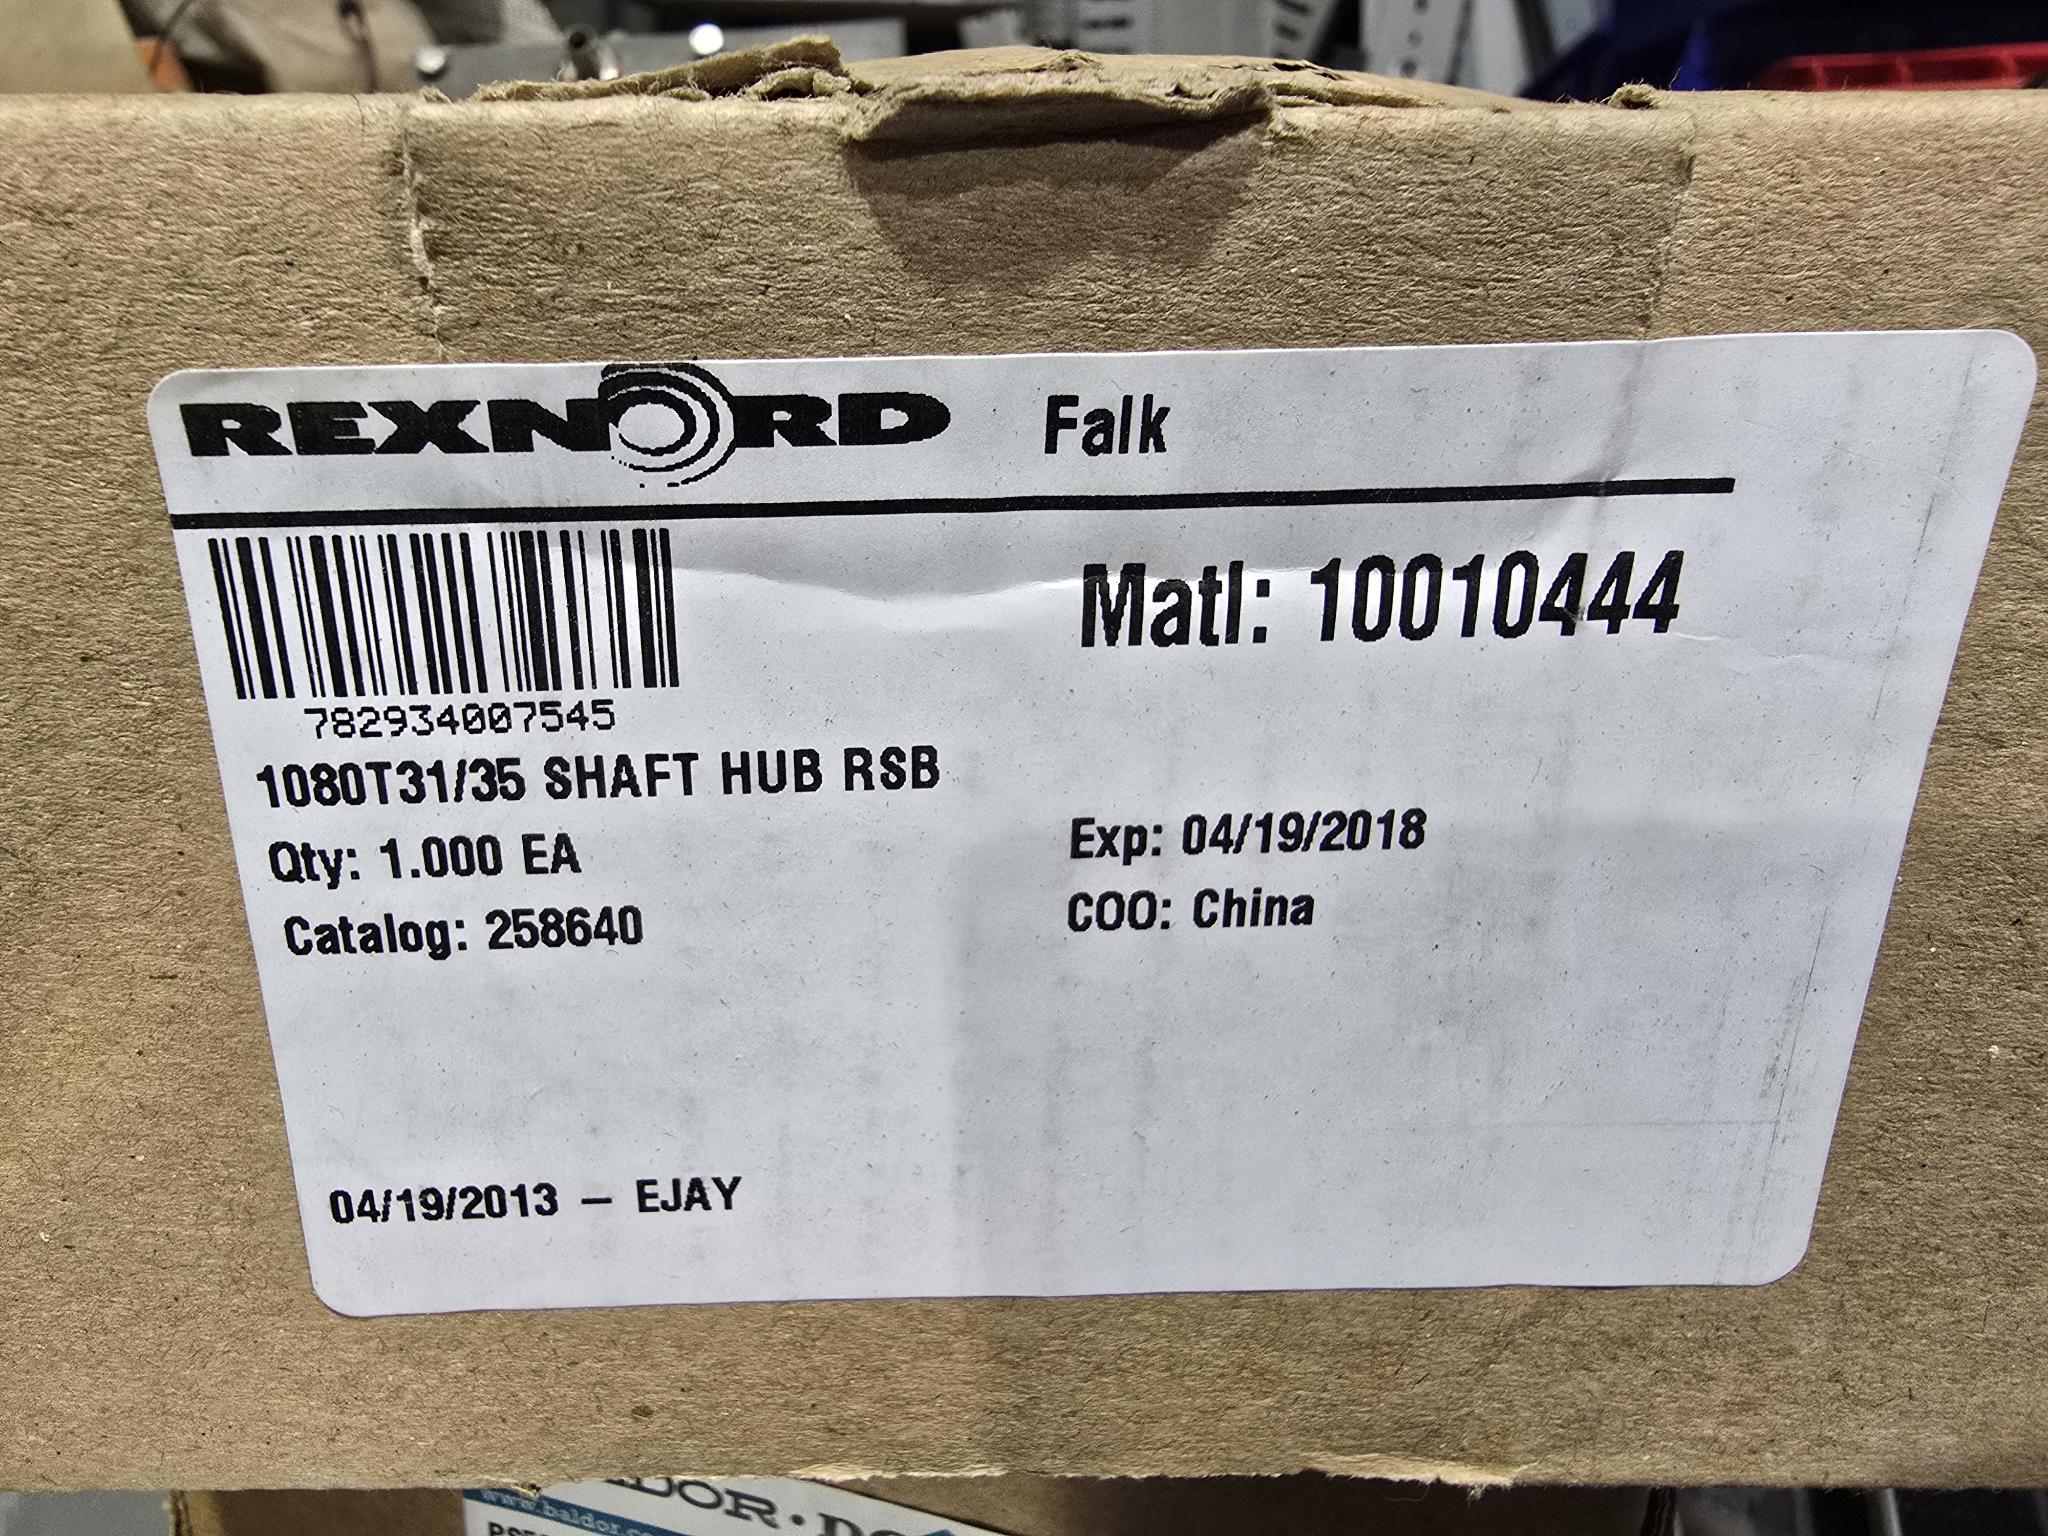 REXNORD Falk
Matl: 10010444
782934007545
1080T31/35 SHAFT HUB RSB
Qty: 1.000 EA
Exp: 04/19/2018
Catalog: 258640
COO: China
04/19/2013 – EJAY